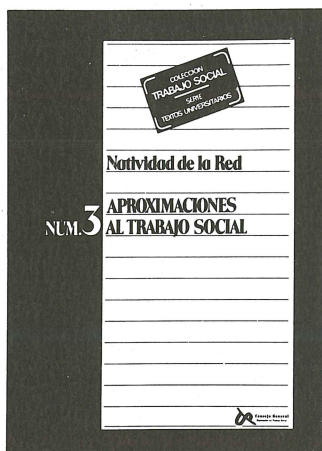 COLECCION
TRABAJO SOCIAL
SERIE
TEXTOS UNIVERSITARIOS
Natividad de la Red
NUM. 3 APROXIMACIONES
AL TRABAJO SOCIAL
Consejo General